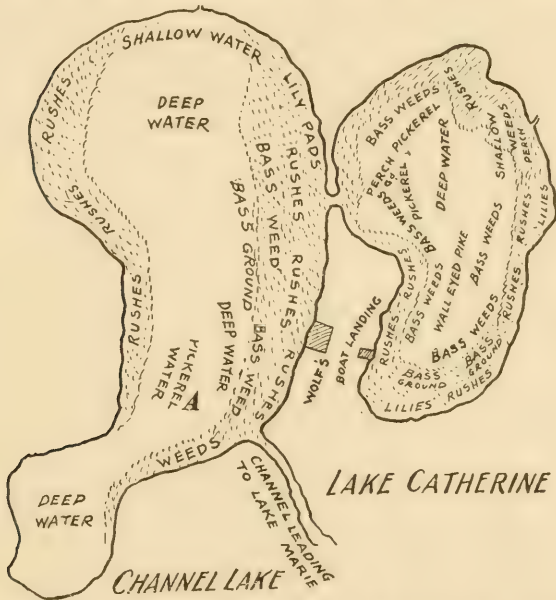 SHALLOW WATER
RUSHES
DEEP
WATER
LILY PADS
RUSHES
BASS WEED
RUSHES
BASS GROUND
RUSHES
RUSHES
RUSHES
DEEP WATER
BASS WEED
RUSHES
PICKEREL
WATER
A
WEEDS
DEEP
WATER
CHANNEL LEADING
TO LAKE MARIE
CHANNEL LAKE
WOLF'S
BOAT LANDING
BASS WEEDS
RUSHES
PERCH PICKEREL
BASS WEEDS
PICKEREL
DEEP WATER
SHALLOW
WEEDS
PERCH
RUSHES
LILIES
BASS WEEDS
WALL EYED PIKE
BASS WEEDS
RUSHES
RUSHES
RUSHES
BASS WEEDS
BASS
GROUND
BASS
GROUND
LILIES
RUSHES
LAKE CATHERINE